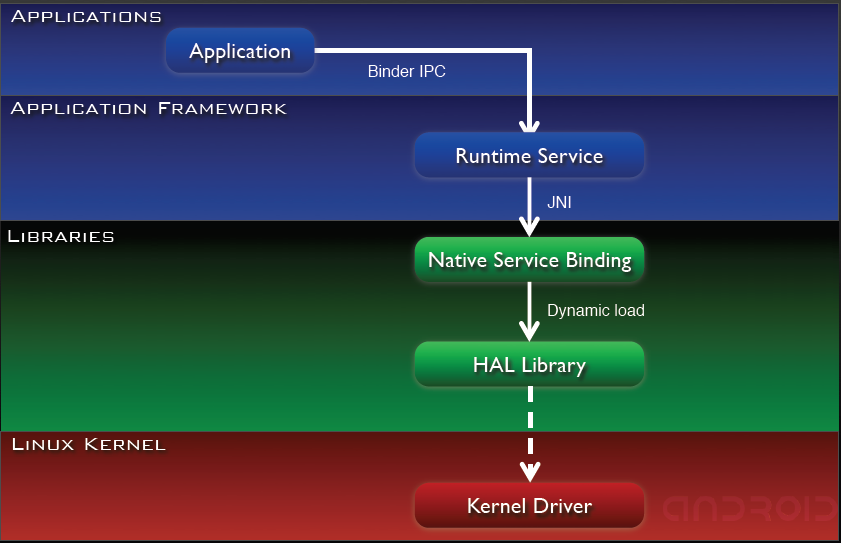 APPLICATIONS
Application
Binder IPC
APPLICATION FRAMEWORK
Runtime Service
JNI
LIBRARIES
Native Service Binding
Dynamic load
HAL Library
LINUX KERNEL
Kernel Driver
ANDROID